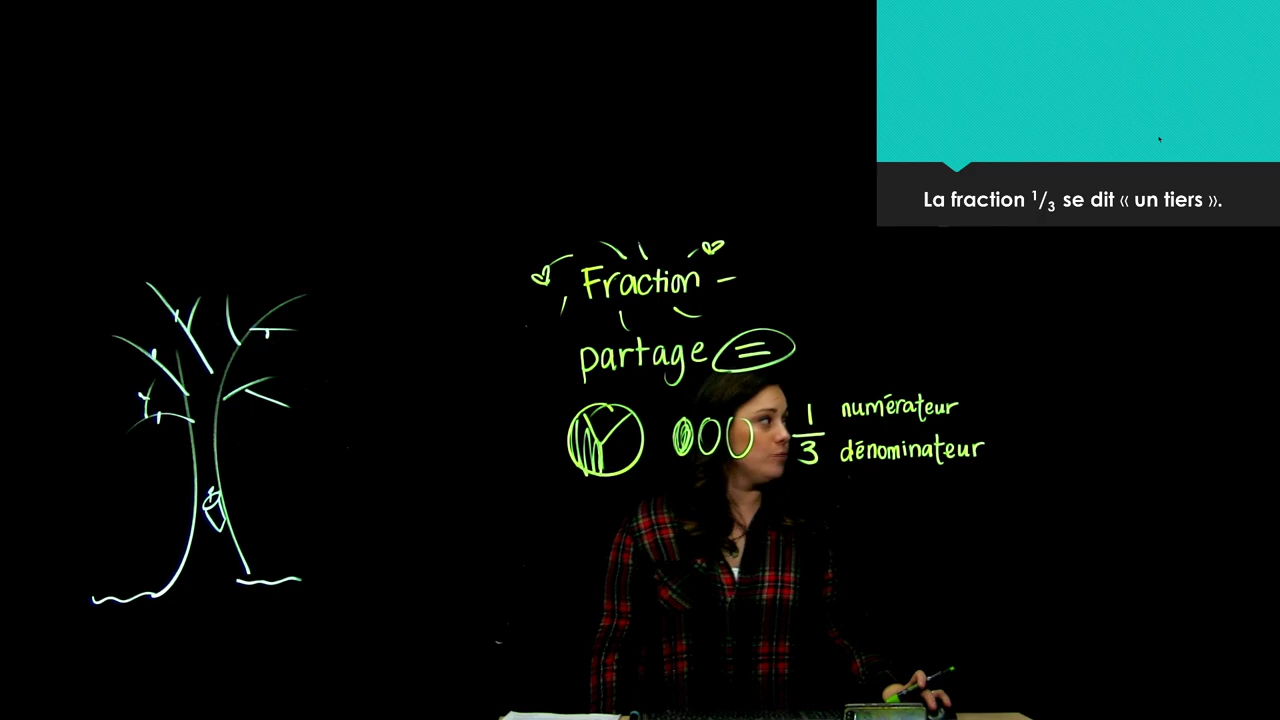 La fraction 1/3 se dit « un tiers ».
Fraction –
partage =
1 numérateur
3 dénominateur